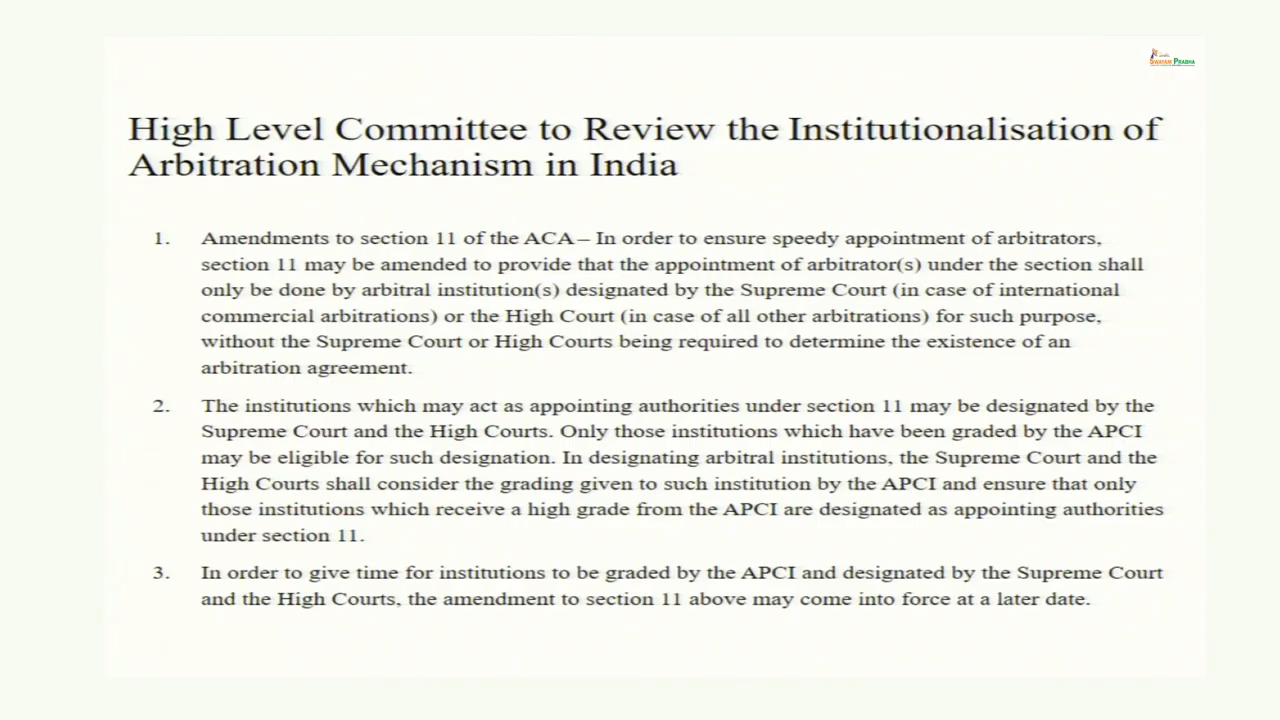 SWAYAM PRABHA
High Level Committee to Review the Institutionalisation of
Arbitration Mechanism in India
1. Amendments to section 11 of the ACA – In order to ensure speedy appointment of arbitrators,
section 11 may be amended to provide that the appointment of arbitrator(s) under the section shall
only be done by arbitral institution(s) designated by the Supreme Court (in case of international
commercial arbitrations) or the High Court (in case of all other arbitrations) for such purpose,
without the Supreme Court or High Courts being required to determine the existence of an
arbitration agreement.
2. The institutions which may act as appointing authorities under section 11 may be designated by the
Supreme Court and the High Courts. Only those institutions which have been graded by the APCI
may be eligible for such designation. In designating arbitral institutions, the Supreme Court and the
High Courts shall consider the grading given to such institution by the APCI and ensure that only
those institutions which receive a high grade from the APCI are designated as appointing authorities
under section 11.
3. In order to give time for institutions to be graded by the APCI and designated by the Supreme Court
and the High Courts, the amendment to section 11 above may come into force at a later date.